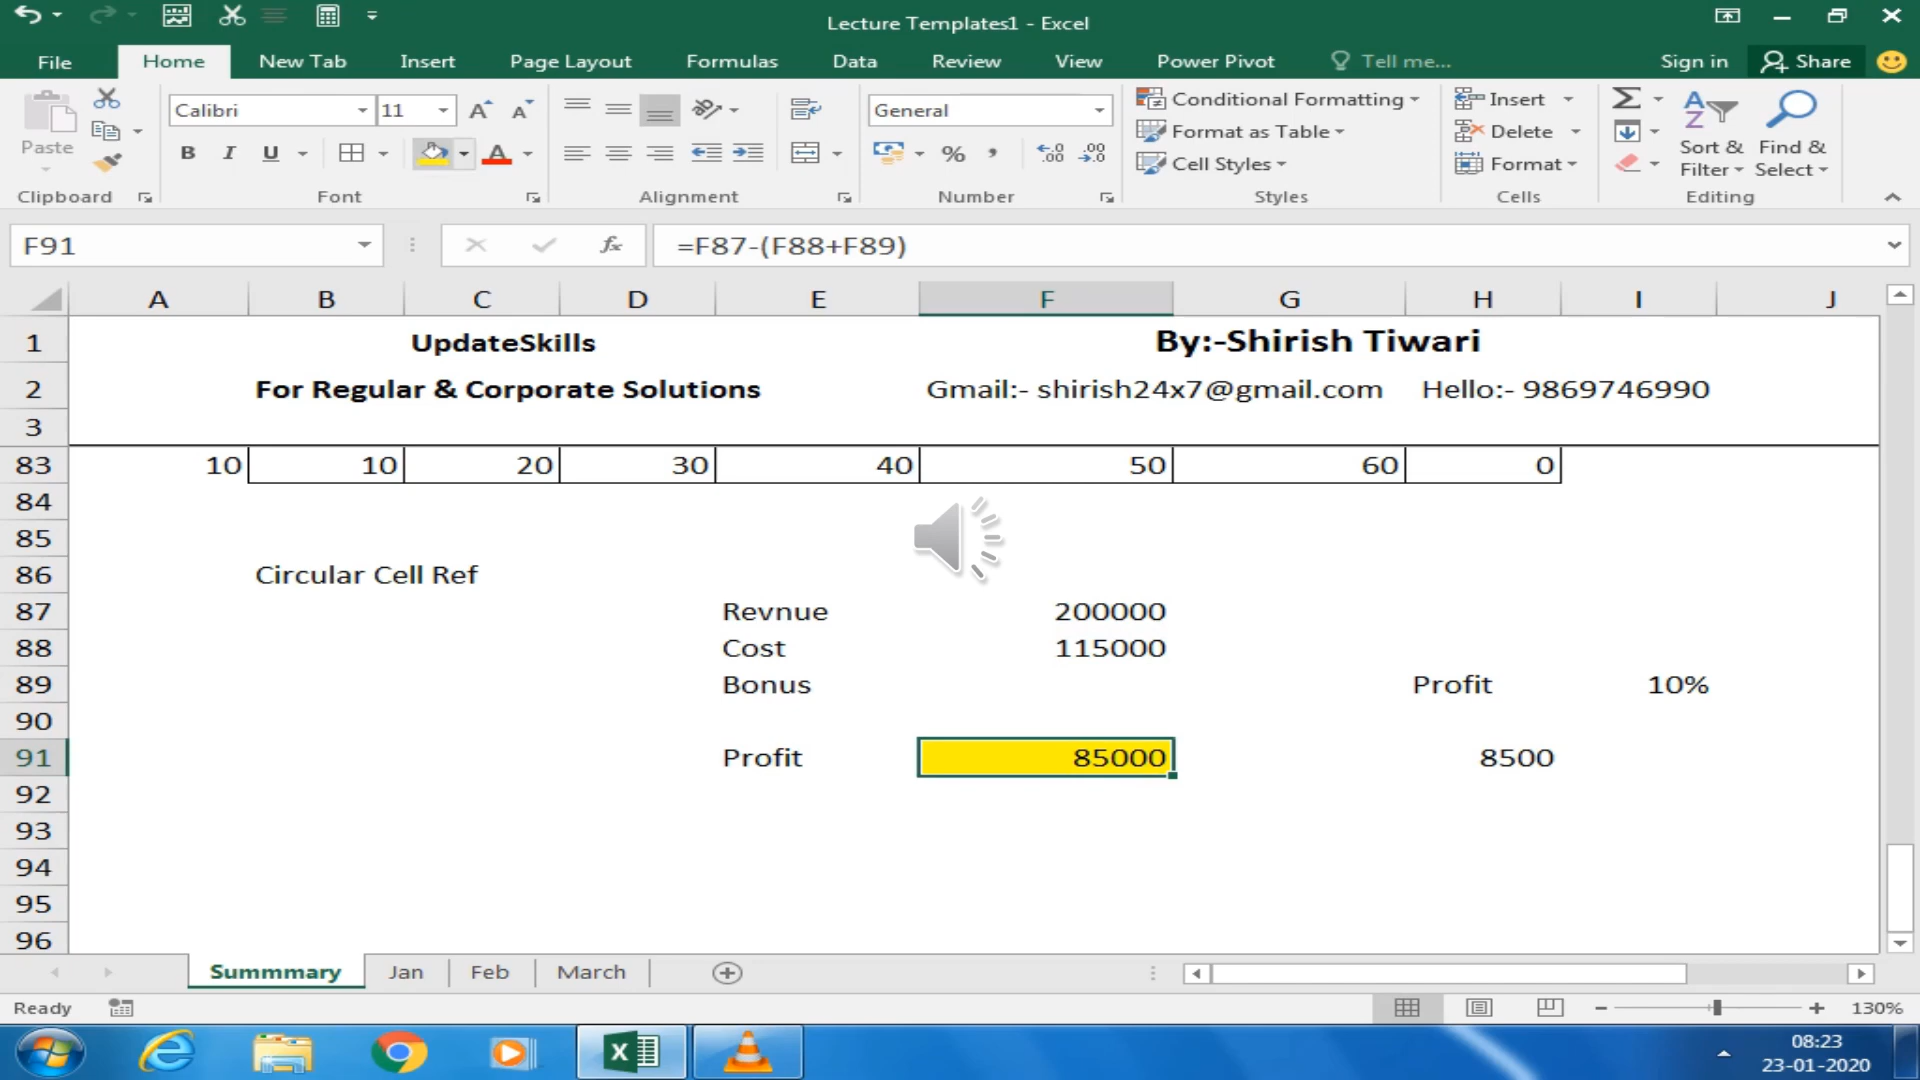 Lecture Templates1 - Excel
File Home New Tab Insert Page Layout Formulas Data Review View Power Pivot Tell me... Sign in Share
Paste
Clipboard
Calibri 11
B I U
A
Font
Alignment
General
%
Number
Conditional Formatting
Format as Table
Cell Styles
Styles
Insert
Delete
Format
Cells
Sort & Filter
Find & Select
Editing
F91 fx =F87-(F88+F89)
A B C D E F G H I J
1 UpdateSkills By:-Shirish Tiwari
2 For Regular & Corporate Solutions Gmail:- shirish24x7@gmail.com Hello:- 9869746990
3
83 10 10 20 30 40 50 60 0
84
85
86 Circular Cell Ref
87 Revnue 200000
88 Cost 115000
89 Bonus Profit 10%
90
91 Profit 85000 8500
92
93
94
95
96
Summmary Jan Feb March
Ready 130%
08:23
23-01-2020